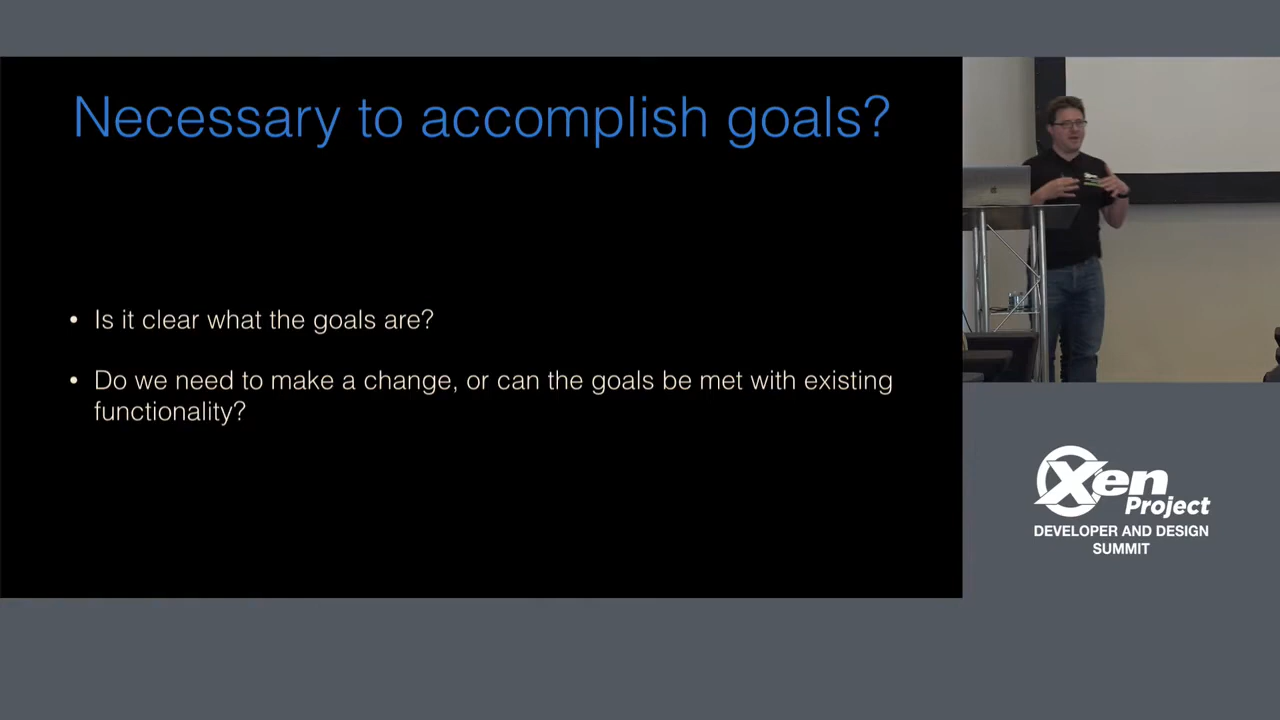 Necessary to accomplish goals?
• Is it clear what the goals are?
• Do we need to make a change, or can the goals be met with existing
functionality?
Xen
Project
DEVELOPER AND DESIGN
SUMMIT